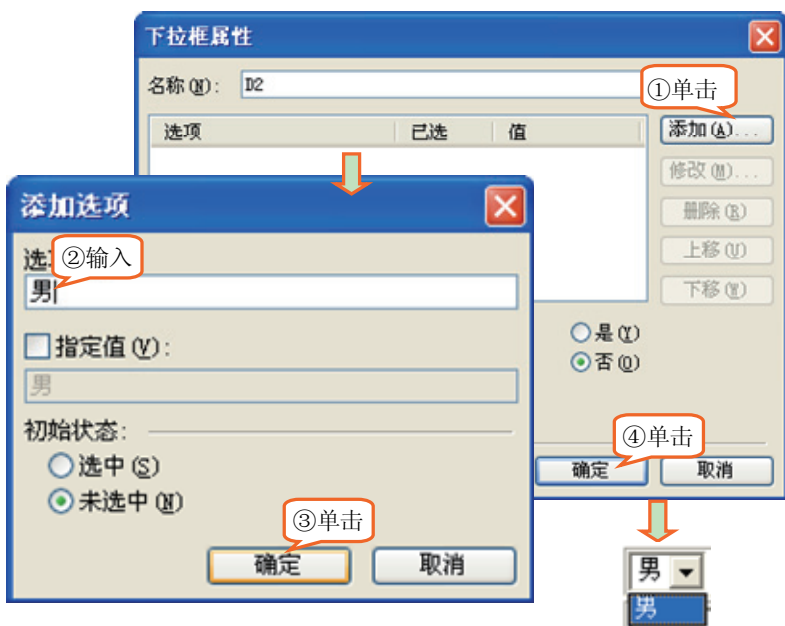 下拉框属性
名称(N): D2
①单击
选项 已选 值
添加(A)...
修改(M)...
删除(R)
上移(U)
下移(W)
是(Y)
否(O)
④单击
确定 取消
添加选项
选
②输入
男
指定值(V):
男
初始状态:
选中(S)
未选中(N)
③单击
确定 取消
男
男